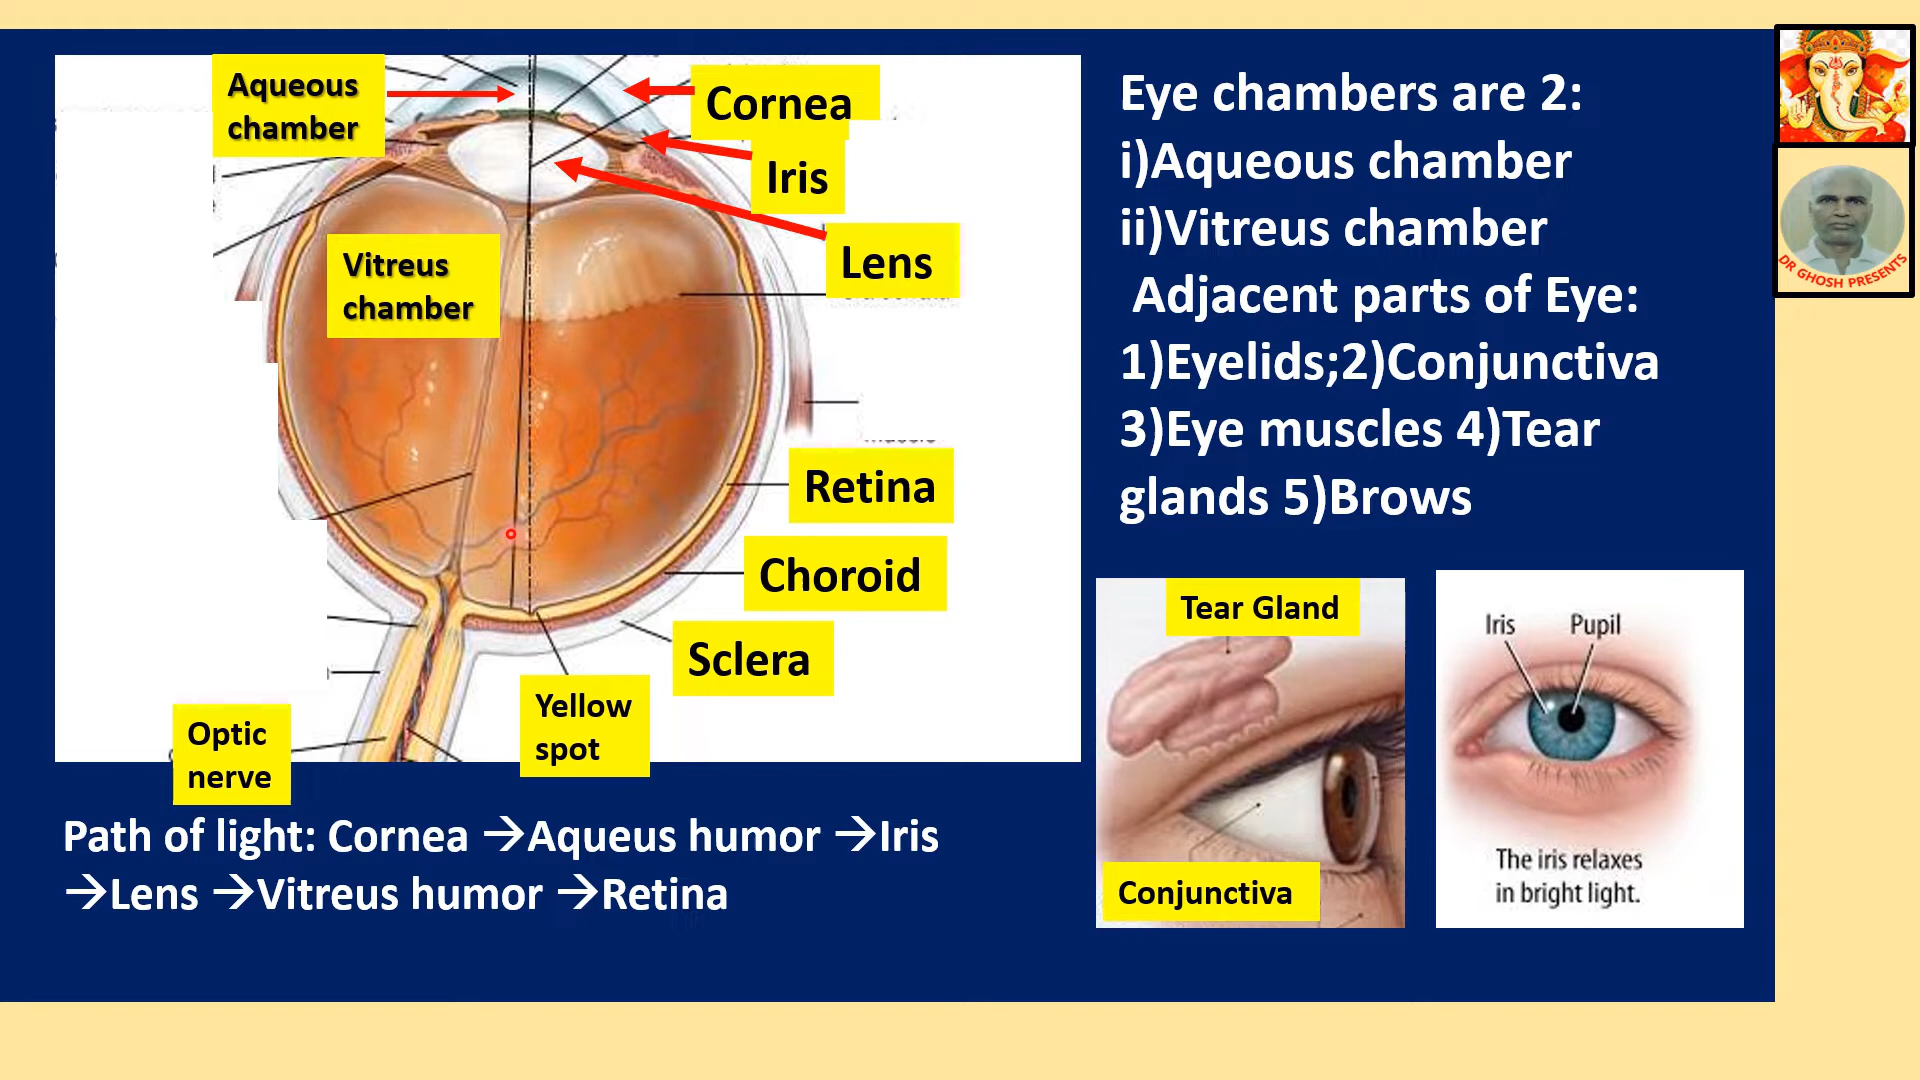 Aqueous
chamber
Cornea
Iris
Lens
Vitreus
chamber
Retina
Choroid
Sclera
Yellow
spot
Optic
nerve
Path of light: Cornea →Aqueus humor →Iris
→Lens →Vitreus humor →Retina
Eye chambers are 2:
i)Aqueous chamber
ii)Vitreus chamber
Adjacent parts of Eye:
1)Eyelids;2)Conjunctiva
3)Eye muscles 4)Tear
glands 5)Brows
Tear Gland
Conjunctiva
Iris Pupil
The iris relaxes
in bright light.
DR GHOSH PRESENTS